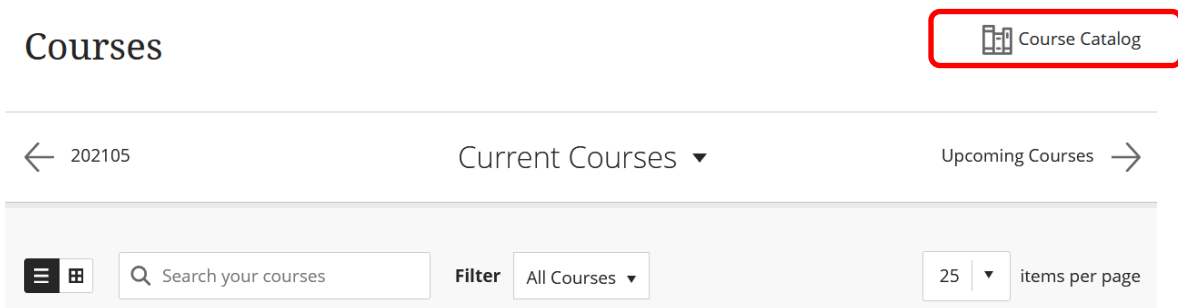 Courses
Course Catalog
202105
Current Courses
Upcoming Courses
Search your courses
Filter
All Courses
25
items per page